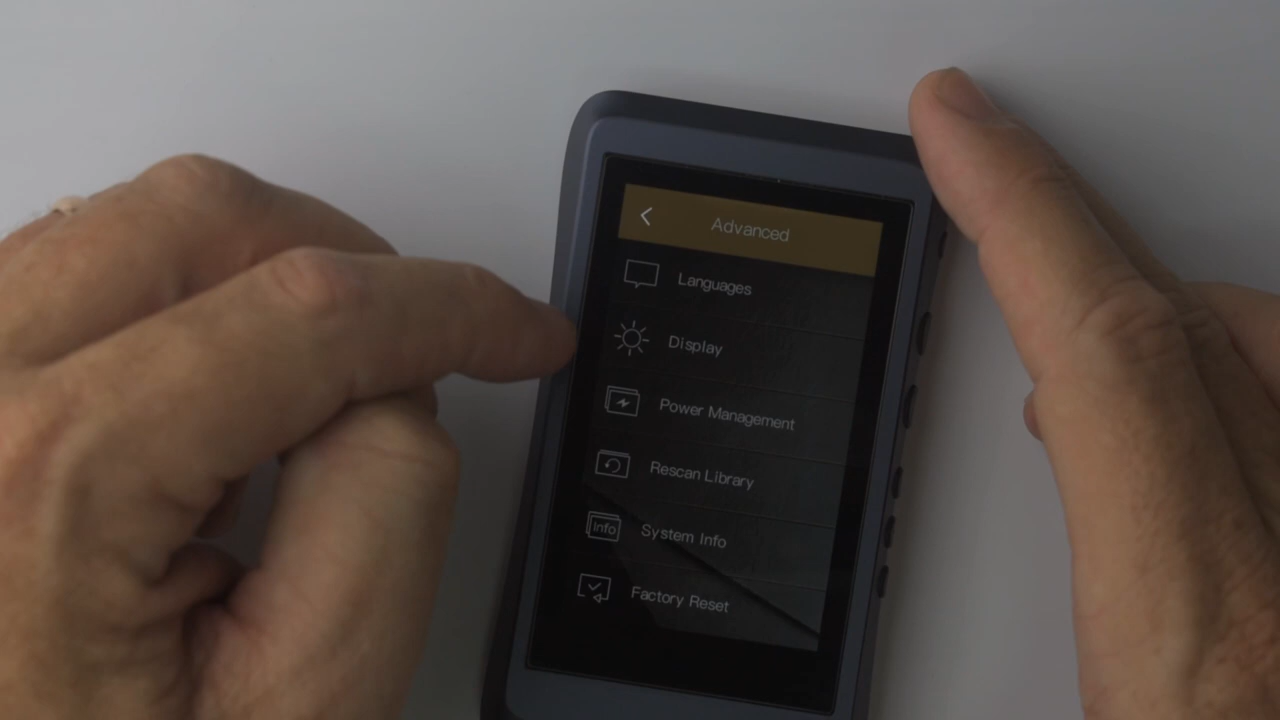 Advanced
Languages
Display
Power Management
Rescan Library
Info System Info
Factory Reset